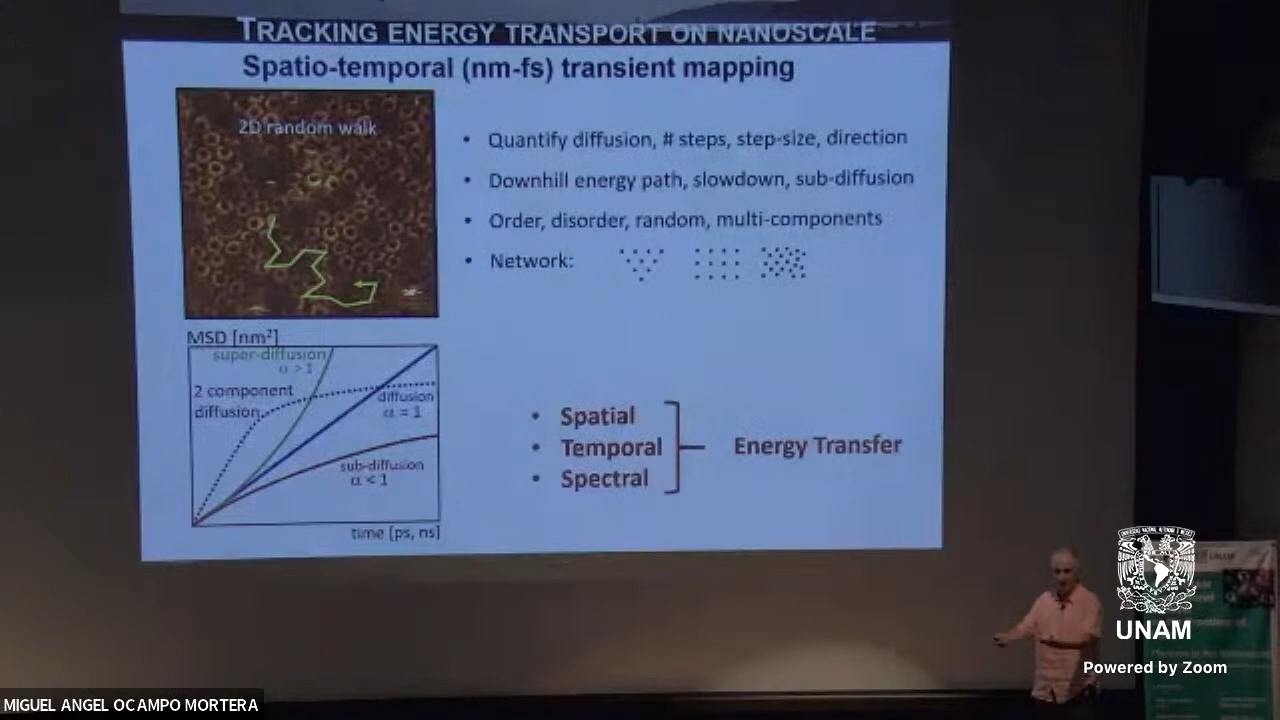 TRACKING ENERGY TRANSPORT ON NANOSCALE
Spatio-temporal (nm-fs) transient mapping
2D random walk
• Quantify diffusion, # steps, step-size, direction
• Downhill energy path, slowdown, sub-diffusion
• Order, disorder, random, multi-components
• Network:
MSD [nm²]
super-diffusion
α > 1
2 component
diffusion
diffusion
α = 1
sub-diffusion
α < 1
time [ps, ns]
• Spatial
• Temporal
• Spectral
Energy Transfer
UNAM
Powered by Zoom
MIGUEL ANGEL OCAMPO MORTERA